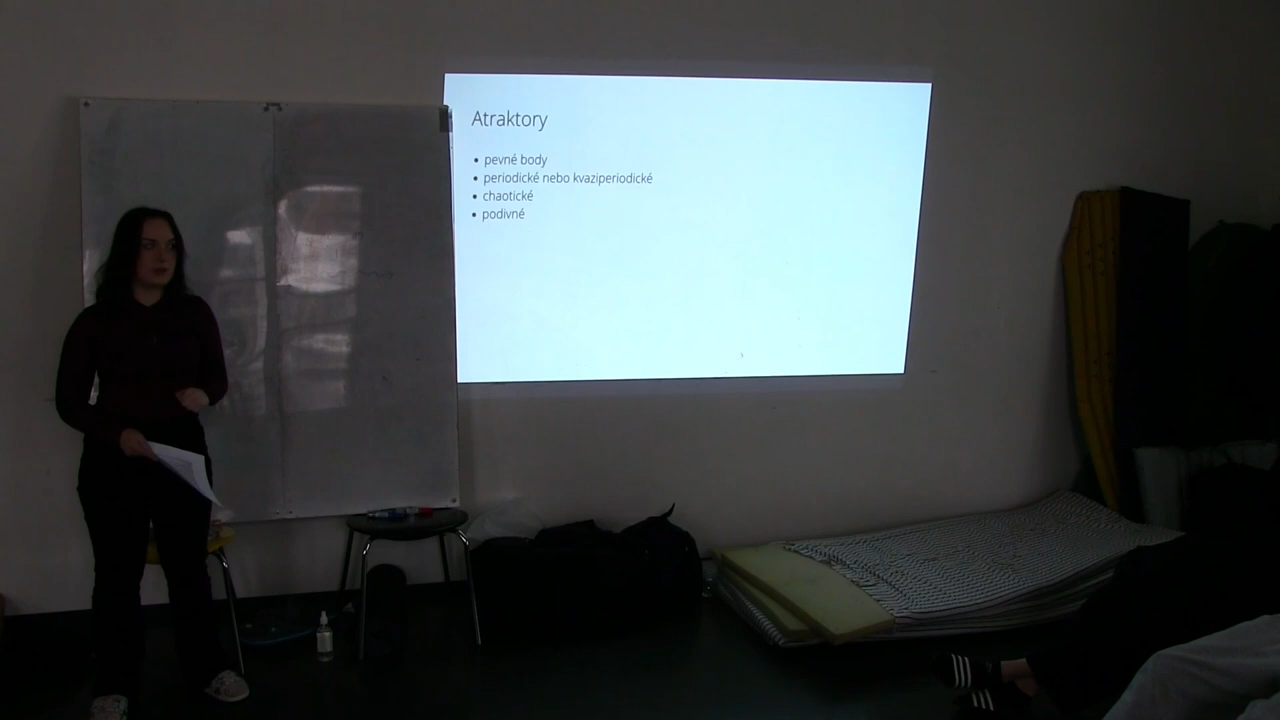 Atraktory
• pevné body
• periodické nebo kvaziperiodické
• chaotické
• podivné